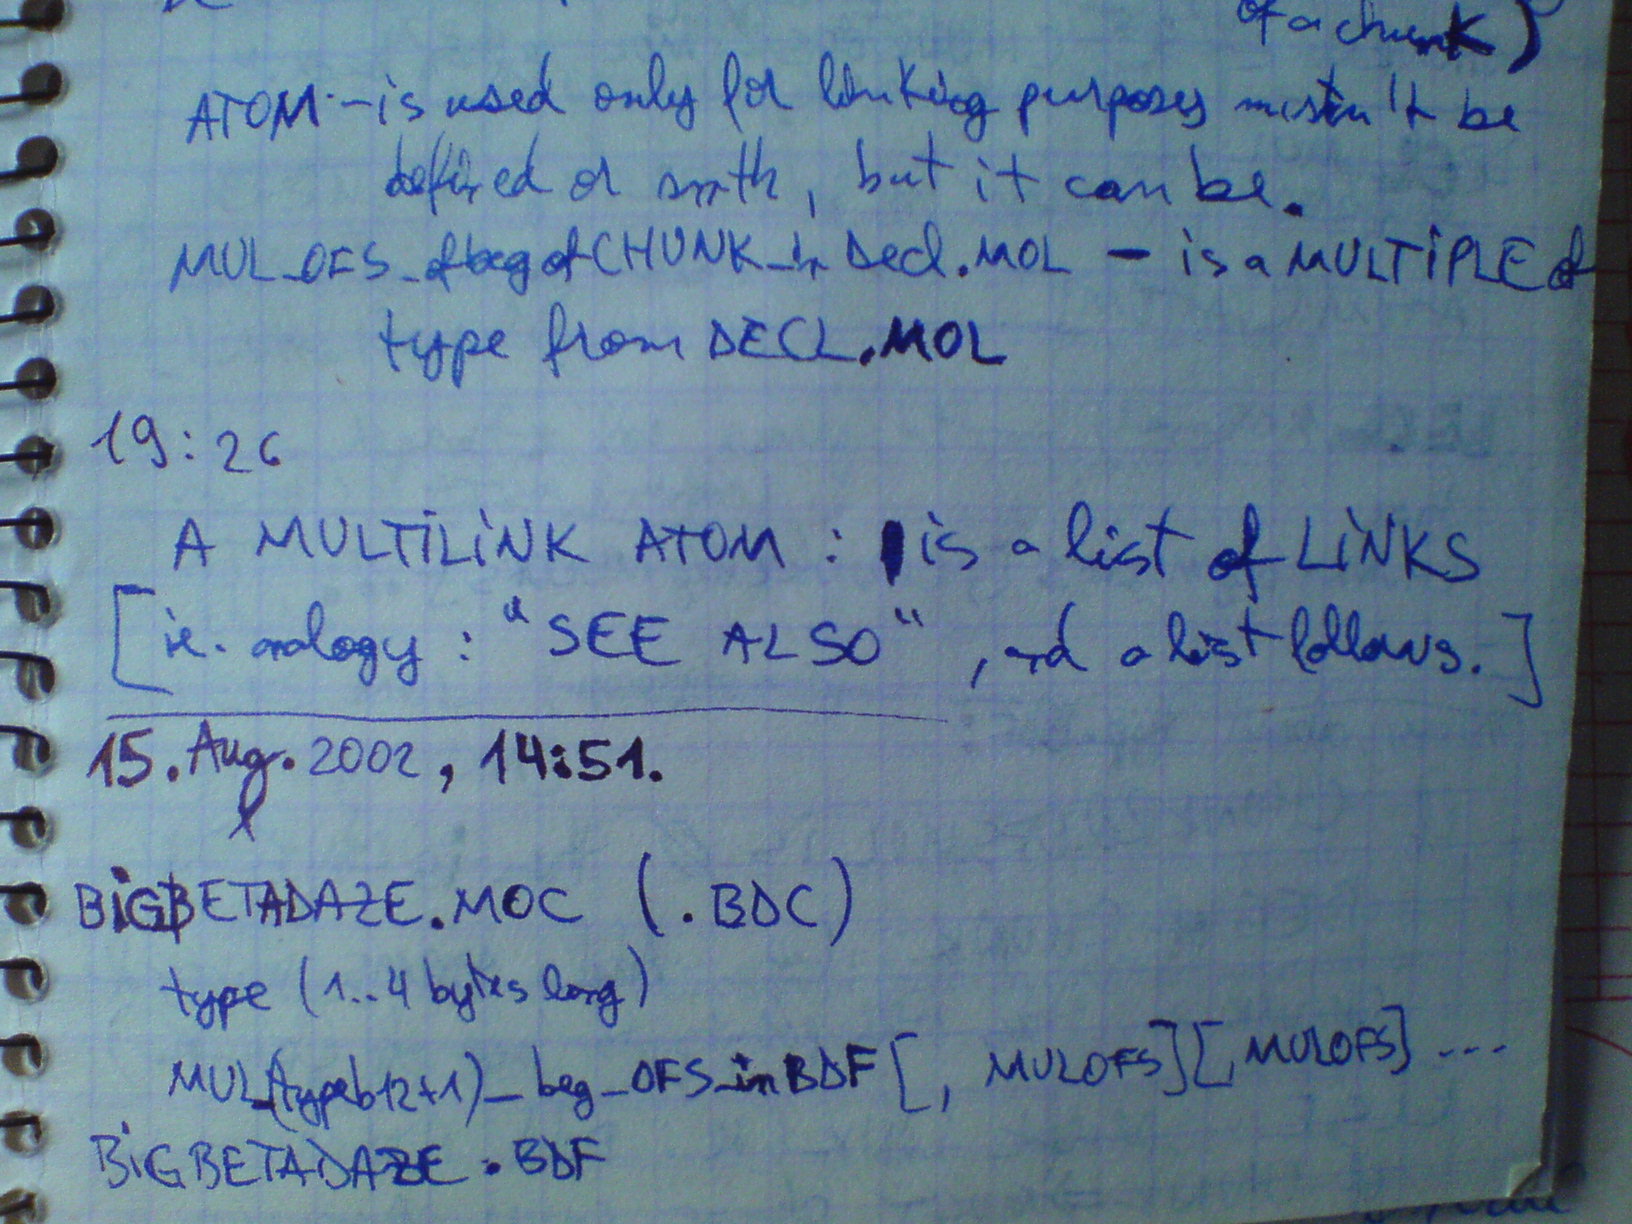 of a chunk)
ATOM - is used only for linking purposes mustn't be
defined or smth, but it can be.
MUL_OFS_of beg of CHUNK_in Decl.MOL - is a MULTiPLE of
type from DECL.MOL
19:26
A MULTiLiNK ATOM : is a list of LiNKS
[ie. analogy : "SEE ALSO", and a list follows.]
15. Aug. 2002, 14:51.
BiGBETADAZE.MOC (.BDC)
type (1..4 bytes long)
MUL_(type 12+1)_beg_OFS_in BDF[, MULOFS][, MULOFS] ...
BiGBETADAZE.BDF